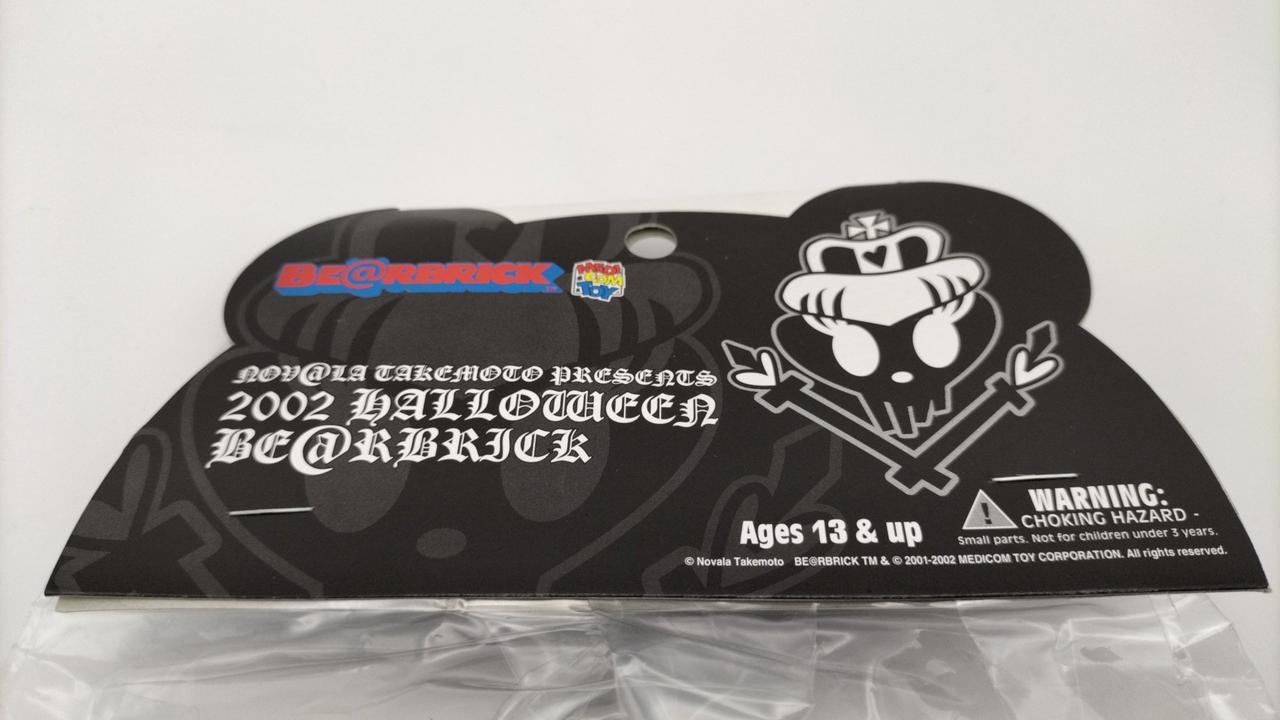 BE@RBRICK™
MEDICOM TOY
NOV@LA TAKEMOTO PRESENTS
2002 HALLOWEEN
BE@RBRICK
WARNING:
CHOKING HAZARD -
Small parts. Not for children under 3 years.
Ages 13 & up
© Novala Takemoto BE@RBRICK TM & © 2001-2002 MEDICOM TOY CORPORATION. All rights reserved.